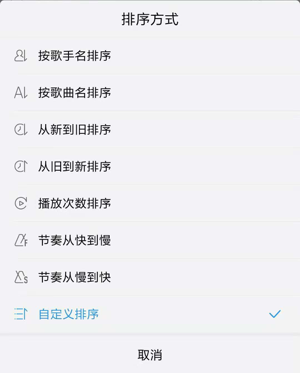 排序方式
按歌手名排序
按歌曲名排序
从新到旧排序
从旧到新排序
播放次数排序
节奏从快到慢
节奏从慢到快
自定义排序
取消